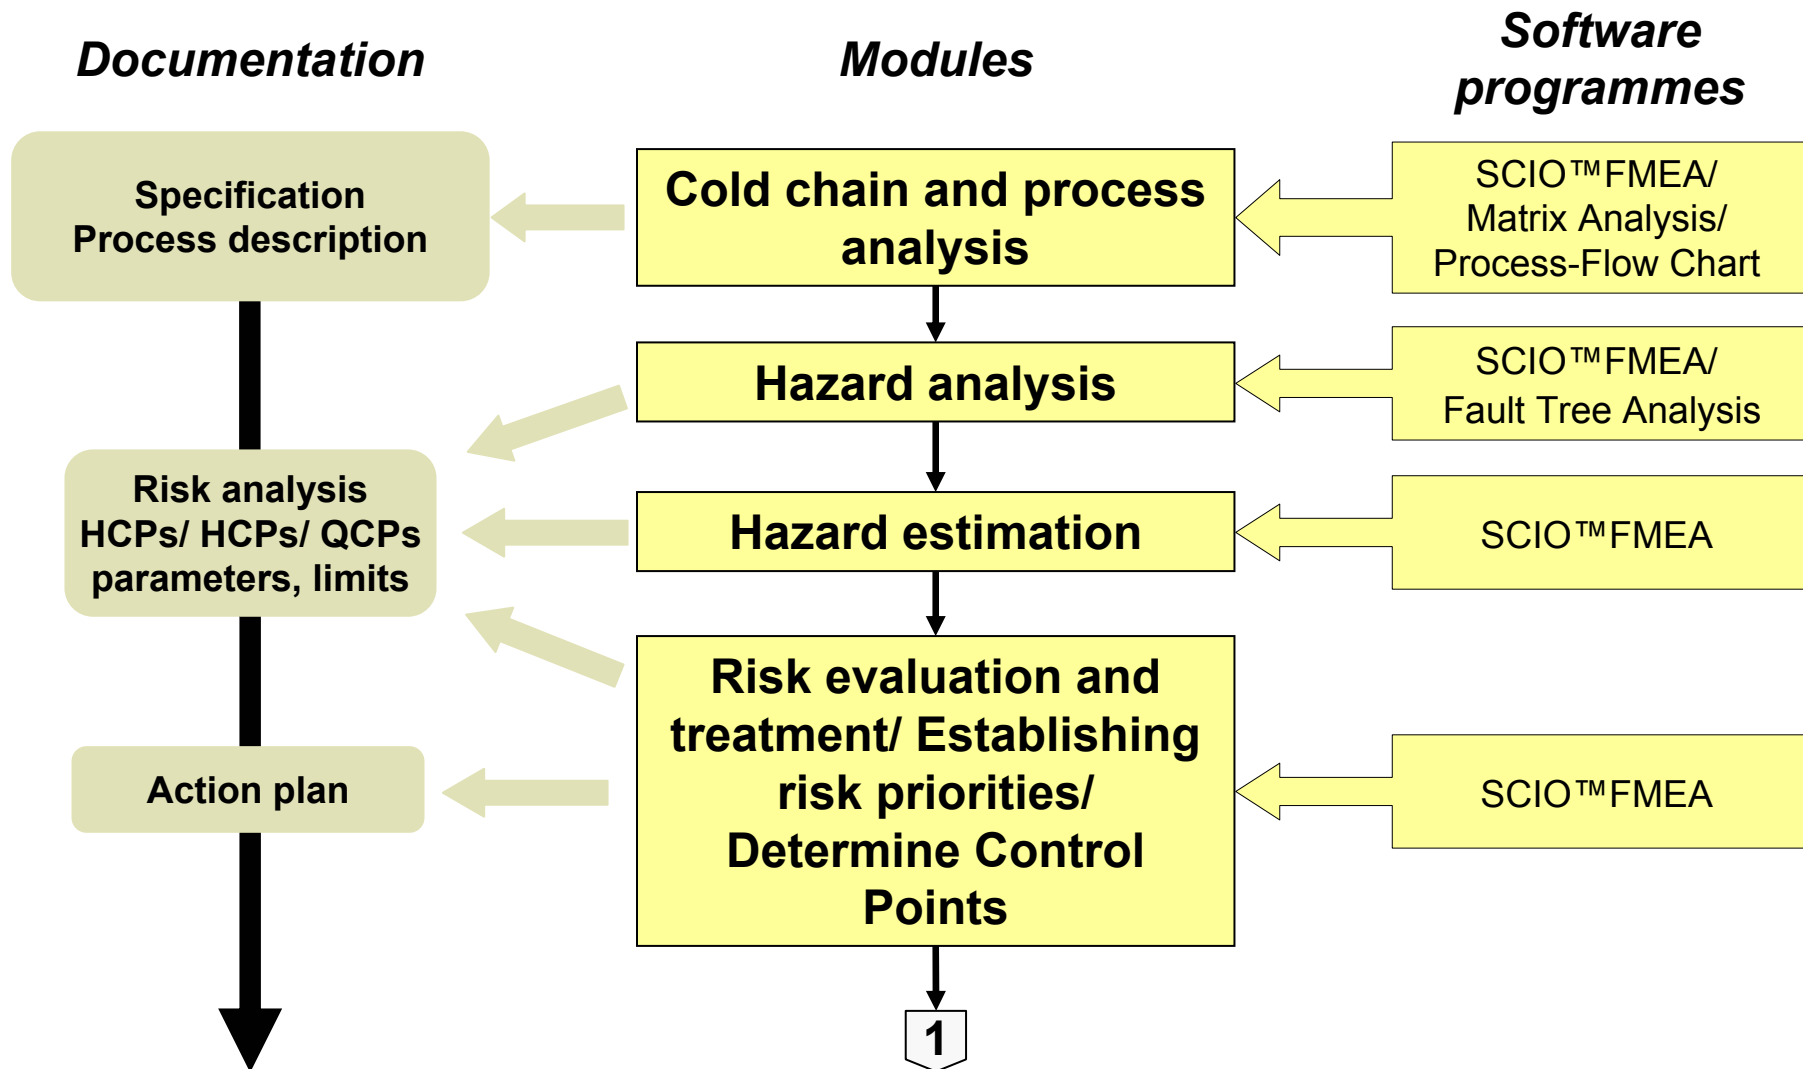 Documentation
Modules
Software
programmes
Specification
Process description
Cold chain and process
analysis
SCIO™FMEA/
Matrix Analysis/
Process-Flow Chart
Hazard analysis
SCIO™FMEA/
Fault Tree Analysis
Risk analysis
HCPs/ HCPs/ QCPs
parameters, limits
Hazard estimation
SCIO™FMEA
Risk evaluation and
treatment/ Establishing
risk priorities/
Determine Control
Points
Action plan
SCIO™FMEA
1